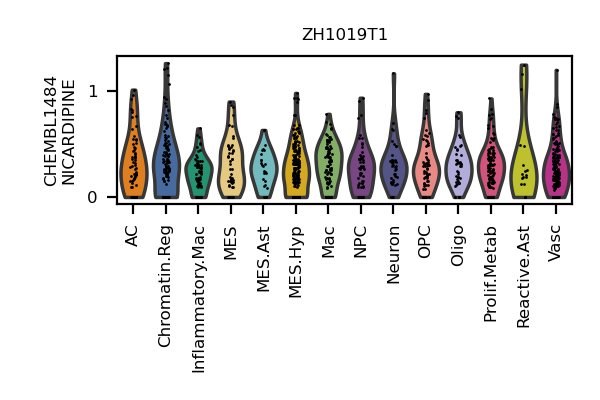 ZH1019T1
CHEMBL1484
NICARDIPINE
1
0
AC
Chromatin.Reg
Inflammatory.Mac
MES
MES.Ast
MES.Hyp
Mac
NPC
Neuron
OPC
Oligo
Prolif.Metab
Reactive.Ast
Vasc